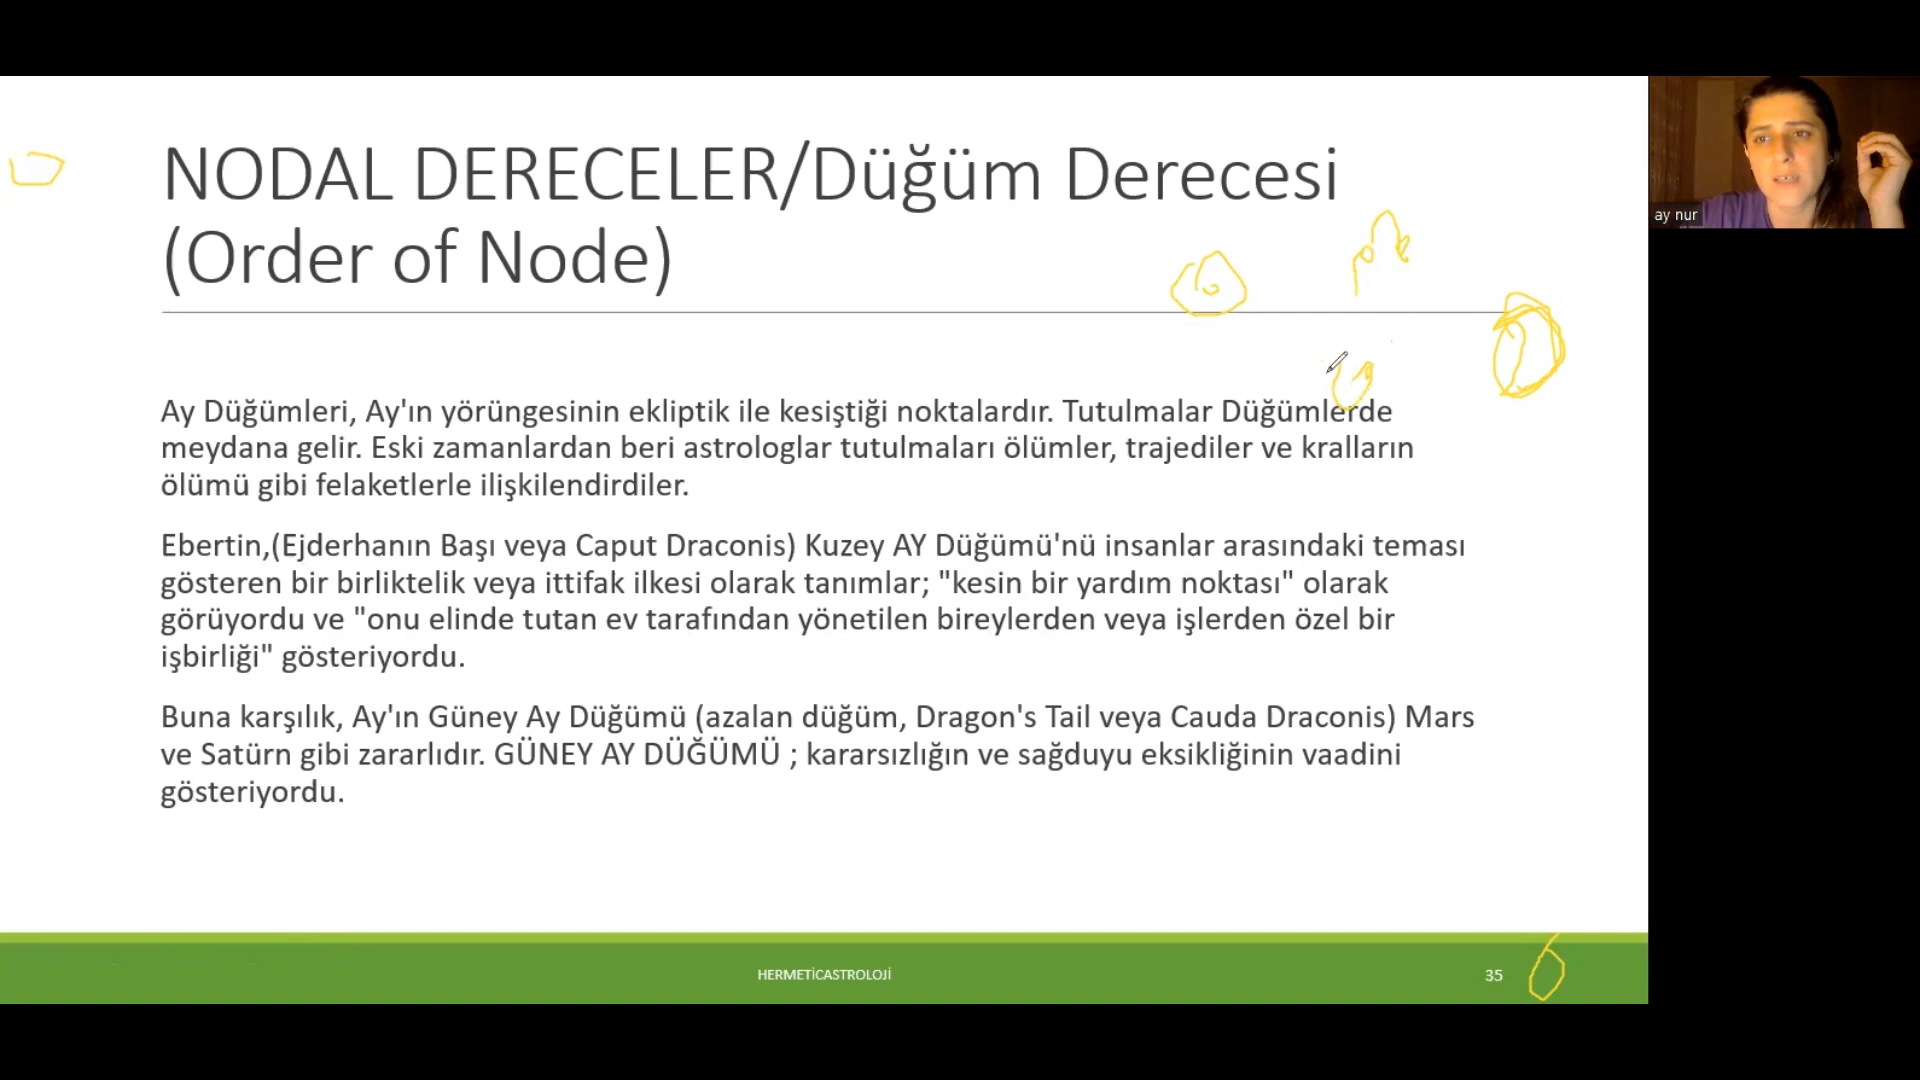 NODAL DERECELER/Düğüm Derecesi
(Order of Node)
ay nur
Ay Düğümleri, Ay'ın yörüngesinin ekliptik ile kesiştiği noktalardır. Tutulmalar Düğümlerde
meydana gelir. Eski zamanlardan beri astrologlar tutulmaları ölümler, trajediler ve kralların
ölümü gibi felaketlerle ilişkilendirdiler.
Ebertin,(Ejderhanın Başı veya Caput Draconis) Kuzey AY Düğümü'nü insanlar arasındaki teması
gösteren bir birliktelik veya ittifak ilkesi olarak tanımlar; "kesin bir yardım noktası" olarak
görüyordu ve "onu elinde tutan ev tarafından yönetilen bireylerden veya işlerden özel bir
işbirliği" gösteriyordu.
Buna karşılık, Ay'ın Güney Ay Düğümü (azalan düğüm, Dragon's Tail veya Cauda Draconis) Mars
ve Satürn gibi zararlıdır. GÜNEY AY DÜĞÜMÜ ; kararsızlığın ve sağduyu eksikliğinin vaadini
gösteriyordu.
HERMETİCASTROLOJİ
35